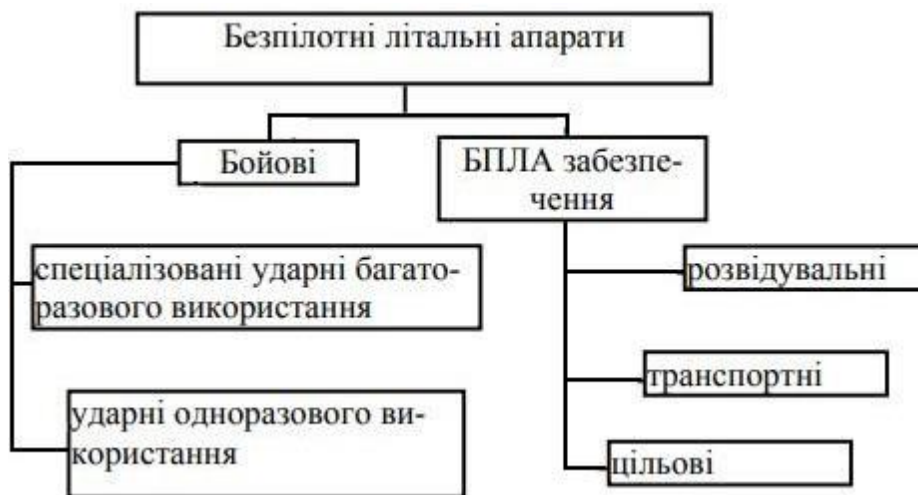 Безпілотні літальні апарати
Бойові
БПЛА забезпе-
чення
спеціалізовані ударні багато-
разового використання
ударні одноразового ви-
користання
розвідувальні
транспортні
цільові